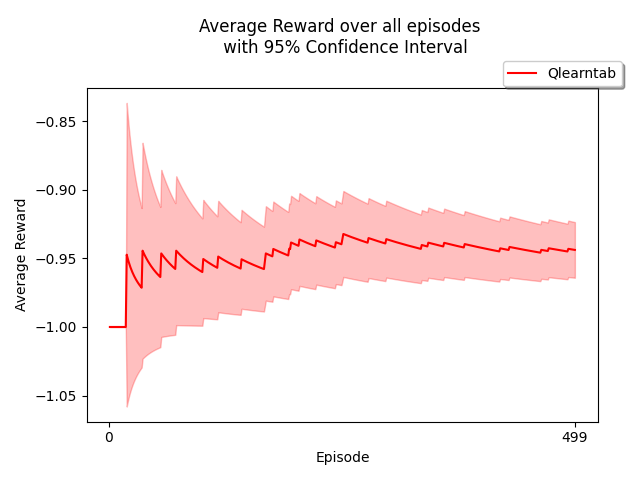 Average Reward over all episodes
with 95% Confidence Interval
Qlearntab
−0.85
−0.90
−0.95
−1.00
−1.05
Average Reward
0
499
Episode